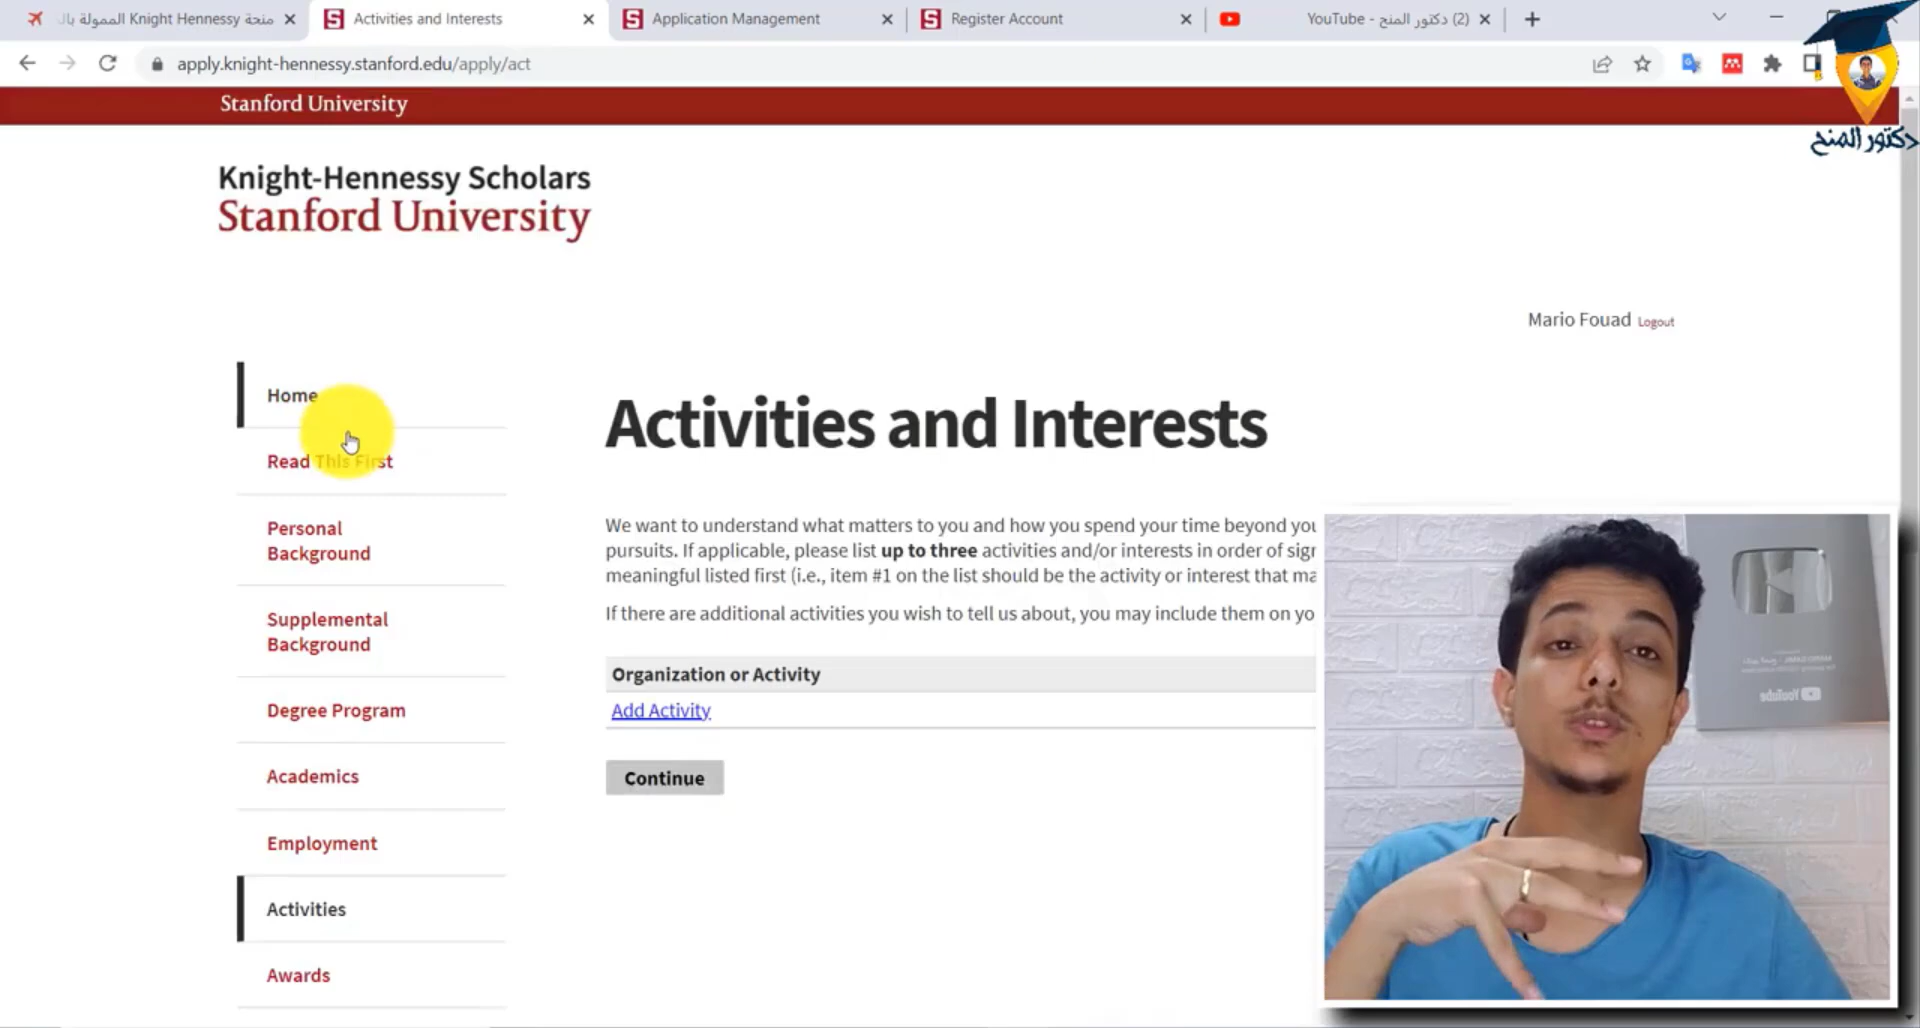 منحة Knight Hennessy الممولة بال
Activities and Interests
Application Management
Register Account
(2) دكتور المنح - YouTube
apply.knight-hennessy.stanford.edu/apply/act
Stanford University
دكتور المنح
Knight-Hennessy Scholars
Stanford University
Mario Fouad Logout
Home
Read This First
Personal
Background
Supplemental
Background
Degree Program
Academics
Employment
Activities
Awards
Activities and Interests
We want to understand what matters to you and how you spend your time beyond you
pursuits. If applicable, please list up to three activities and/or interests in order of sig
meaningful listed first (i.e., item #1 on the list should be the activity or interest that ma
If there are additional activities you wish to tell us about, you may include them on yo
Organization or Activity
Add Activity
Continue
YouTube